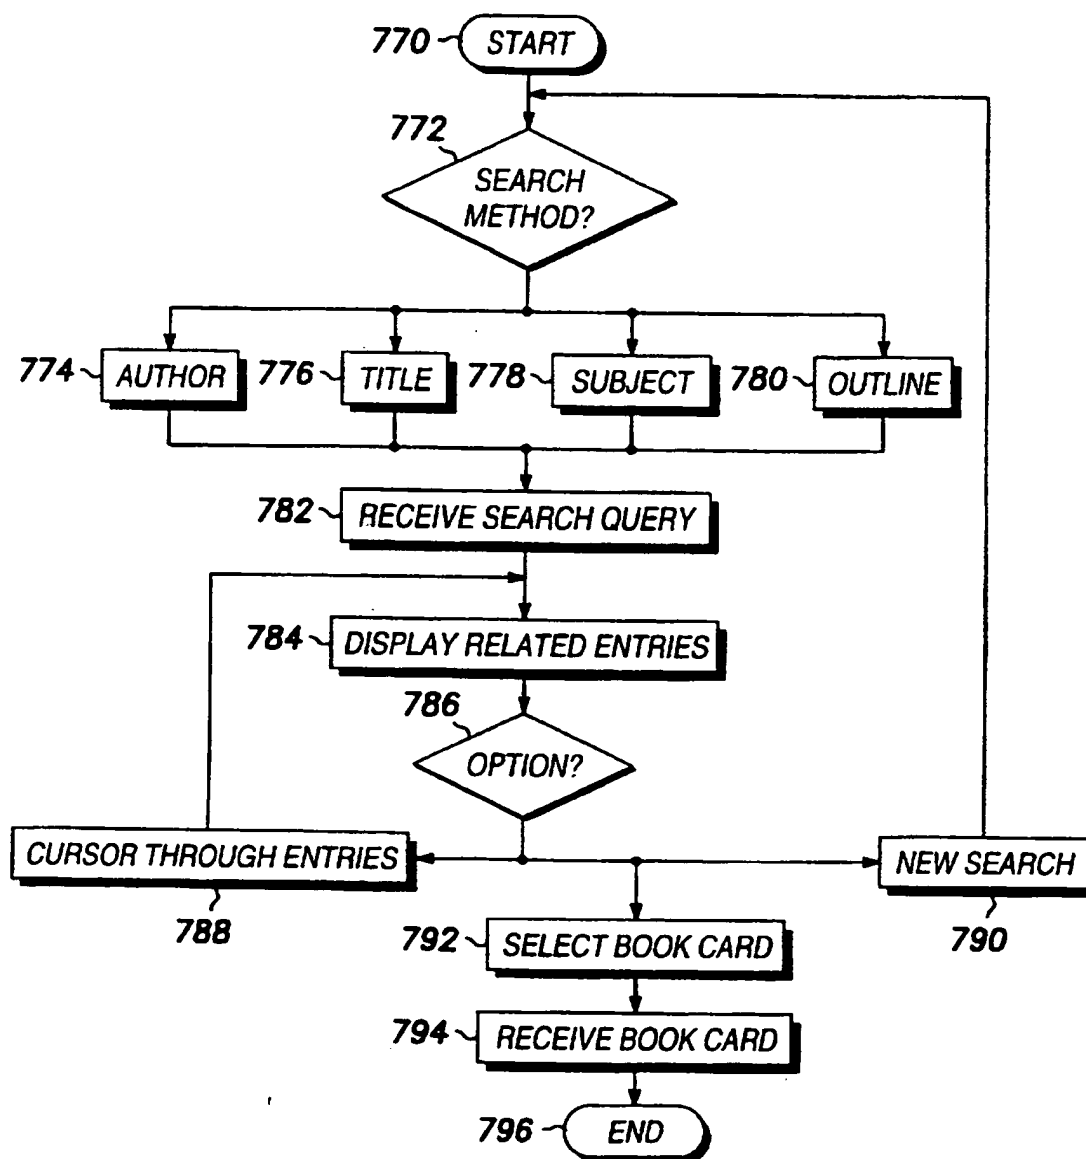 770 START
772
SEARCH
METHOD?
774 AUTHOR 776 TITLE 778 SUBJECT 780 OUTLINE
782 RECEIVE SEARCH QUERY
784 DISPLAY RELATED ENTRIES
786
OPTION?
CURSOR THROUGH ENTRIES NEW SEARCH
788 790
792 SELECT BOOK CARD
794 RECEIVE BOOK CARD
796 END